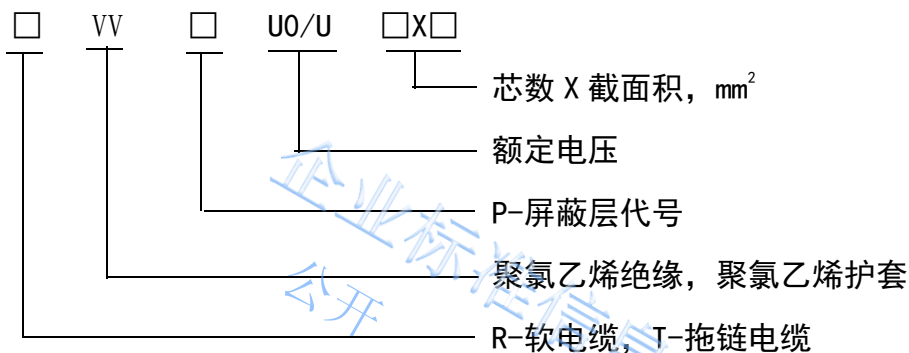 □ VV □ U0/U □X□
芯数 X 截面积，mm²
额定电压
P-屏蔽层代号
聚氯乙烯绝缘，聚氯乙烯护套
R-软电缆，T-拖链电缆
企业标准信息
公开